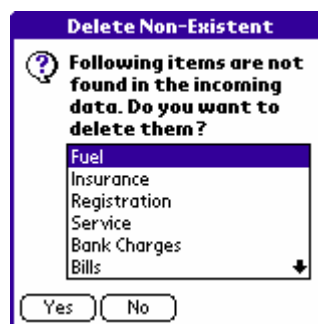 Delete Non-Existent
Following items are not
found in the incoming
data. Do you want to
delete them?
Fuel
Insurance
Registration
Service
Bank Charges
Bills
Yes No